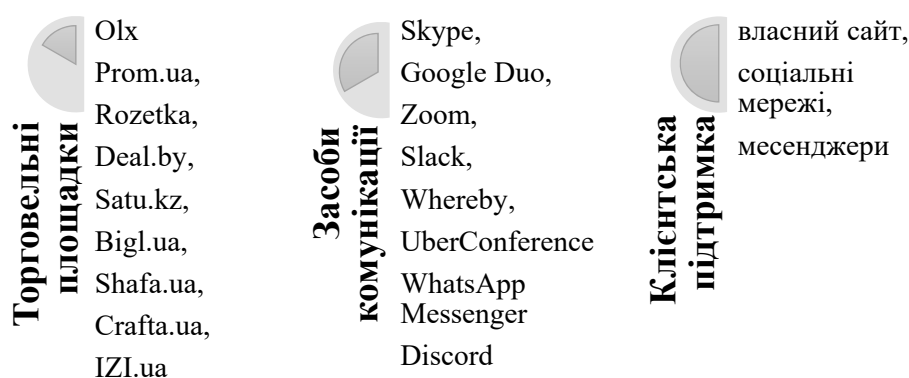 Торговельні
площадки
Olx
Prom.ua,
Rozetka,
Deal.by,
Satu.kz,
Bigl.ua,
Shafa.ua,
Crafta.ua,
IZI.ua
Засоби
комунікації
Skype,
Google Duo,
Zoom,
Slack,
Whereby,
UberConference
WhatsApp
Messenger
Discord
Клієнтська
підтримка
власний сайт,
соціальні
мережі,
месенджери